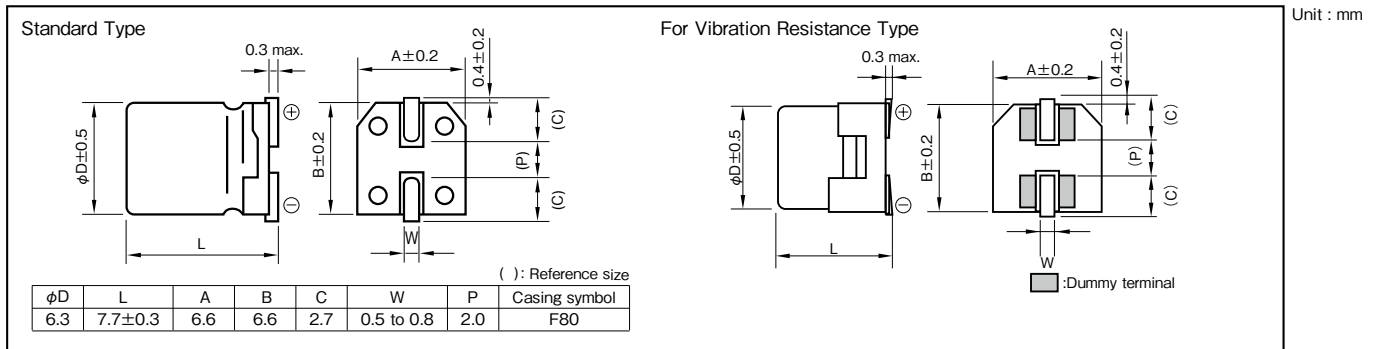 Unit : mm
Standard Type
0.3 max.
A±0.2
0.4±0.2
φD±0.5
⊕
⊖
B±0.2
(C)
(P)
(C)
L
W
( ): Reference size
φD L A B C W P Casing symbol
6.3 7.7±0.3 6.6 6.6 2.7 0.5 to 0.8 2.0 F80
For Vibration Resistance Type
0.3 max.
A±0.2
0.4±0.2
φD±0.5
⊕
⊖
B±0.2
(C)
(P)
(C)
L
W
:Dummy terminal